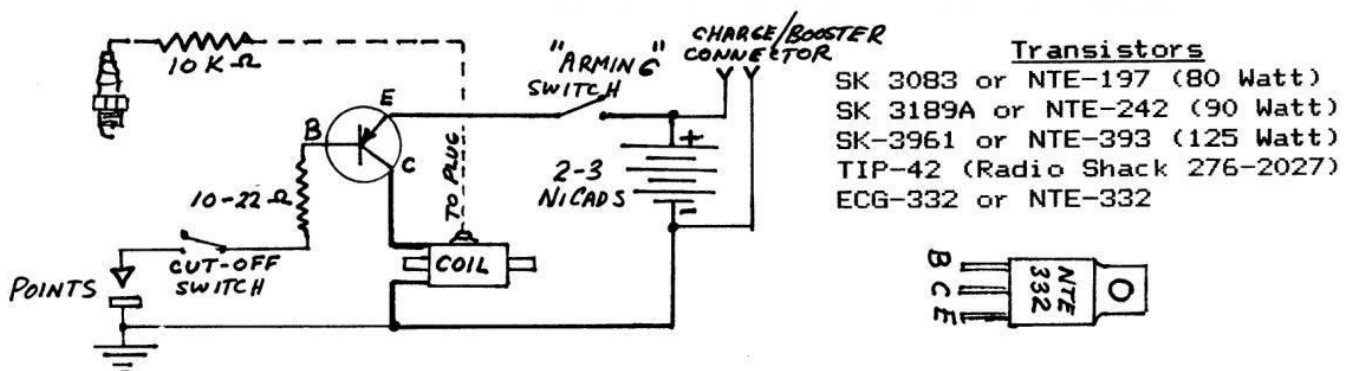 10K Ω
"ARMING"
SWITCH
CHARGE/BOOSTER
CONNECTOR
E
B
C
10-22 Ω
TO PLUG
2-3
NICADS
+
-
CUT-OFF
SWITCH
COIL
POINTS
Transistors
SK 3083 or NTE-197 (80 Watt)
SK 3189A or NTE-242 (90 Watt)
SK-3961 or NTE-393 (125 Watt)
TIP-42 (Radio Shack 276-2027)
ECG-332 or NTE-332
B
C
E
NTE
332